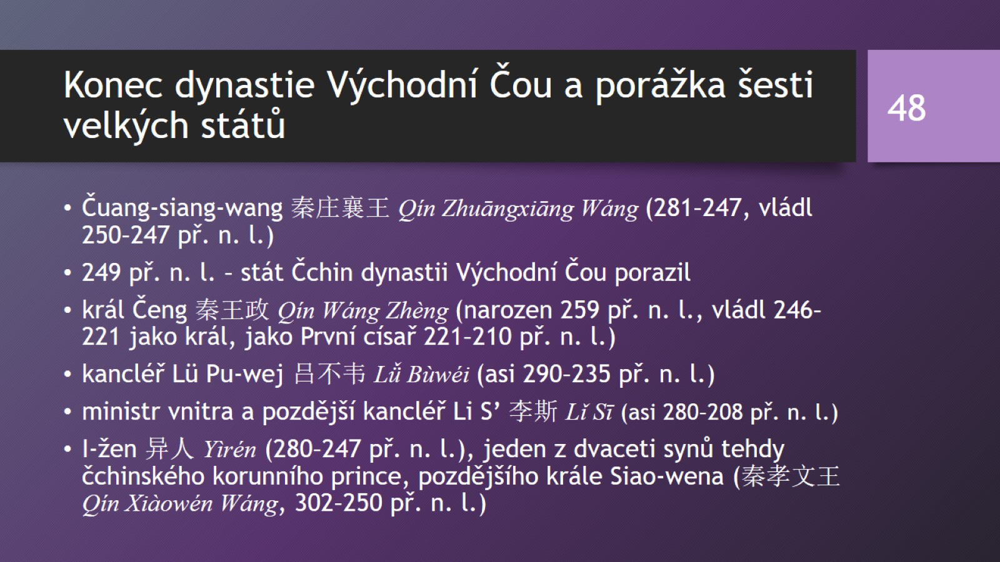 Konec dynastie Východní Čou a porážka šesti
velkých států
48
• Čuang-siang-wang 秦庄襄王 Qín Zhuāngxiāng Wáng (281–247, vládl
250–247 př. n. l.)
• 249 př. n. l. – stát Čchin dynastii Východní Čou porazil
• král Čeng 秦王政 Qín Wáng Zhèng (narozen 259 př. n. l., vládl 246–
221 jako král, jako První císař 221–210 př. n. l.)
• kancléř Lü Pu-wej 吕不韦 Lǚ Bùwéi (asi 290–235 př. n. l.)
• ministr vnitra a pozdější kancléř Li S’ 李斯 Lǐ Sī (asi 280–208 př. n. l.)
• I-žen 异人 Yìrén (280–247 př. n. l.), jeden z dvaceti synů tehdy
čchinského korunního prince, pozdějšího krále Siao-wena (秦孝文王
Qín Xiàowén Wáng, 302–250 př. n. l.)